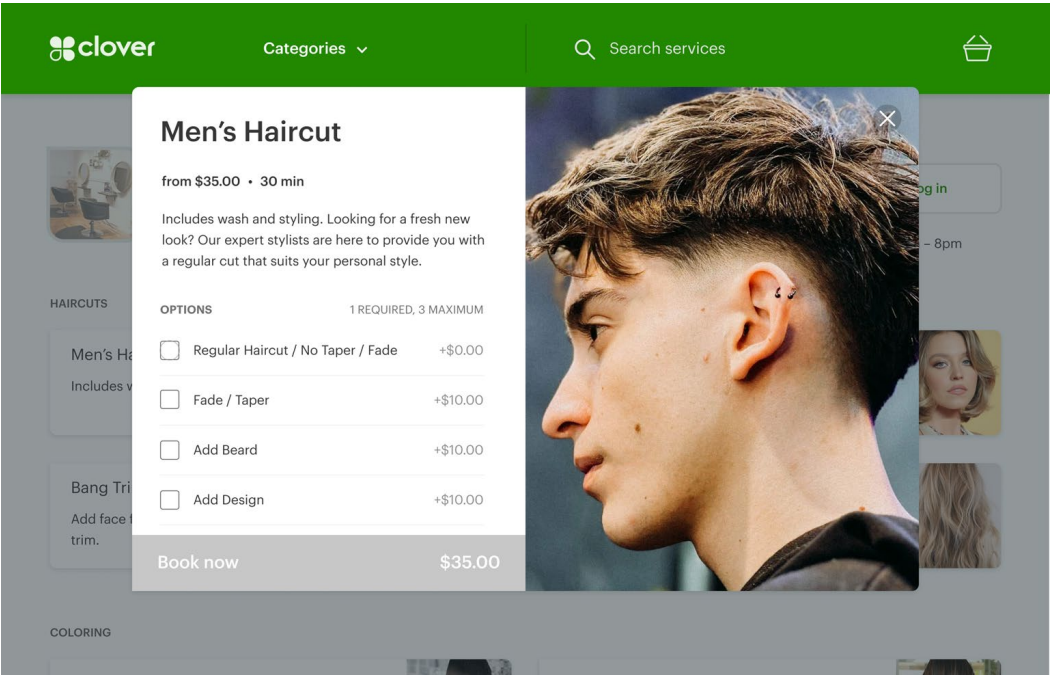 clover
Categories
Search services
Men’s Haircut
from $35.00 • 30 min
Includes wash and styling. Looking for a fresh new
look? Our expert stylists are here to provide you with
a regular cut that suits your personal style.
OPTIONS 1 REQUIRED, 3 MAXIMUM
Regular Haircut / No Taper / Fade +$0.00
Fade / Taper +$10.00
Add Beard +$10.00
Add Design +$10.00
Book now $35.00
in
– 8pm
HAIRCUTS
Men’s
Includes
Bang
Add face
trim.
COLORING